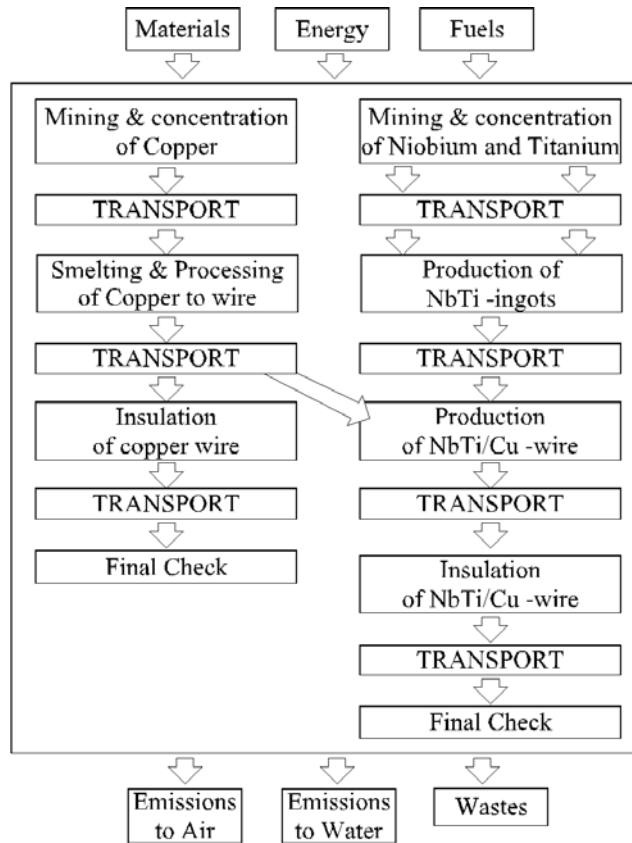 Materials
Energy
Fuels
Mining & concentration
of Copper
TRANSPORT
Smelting & Processing
of Copper to wire
TRANSPORT
Insulation
of copper wire
TRANSPORT
Final Check
Mining & concentration
of Niobium and Titanium
TRANSPORT
Production of
NbTi -ingots
TRANSPORT
Production
of NbTi/Cu -wire
TRANSPORT
Insulation
of NbTi/Cu -wire
TRANSPORT
Final Check
Emissions
to Air
Emissions
to Water
Wastes